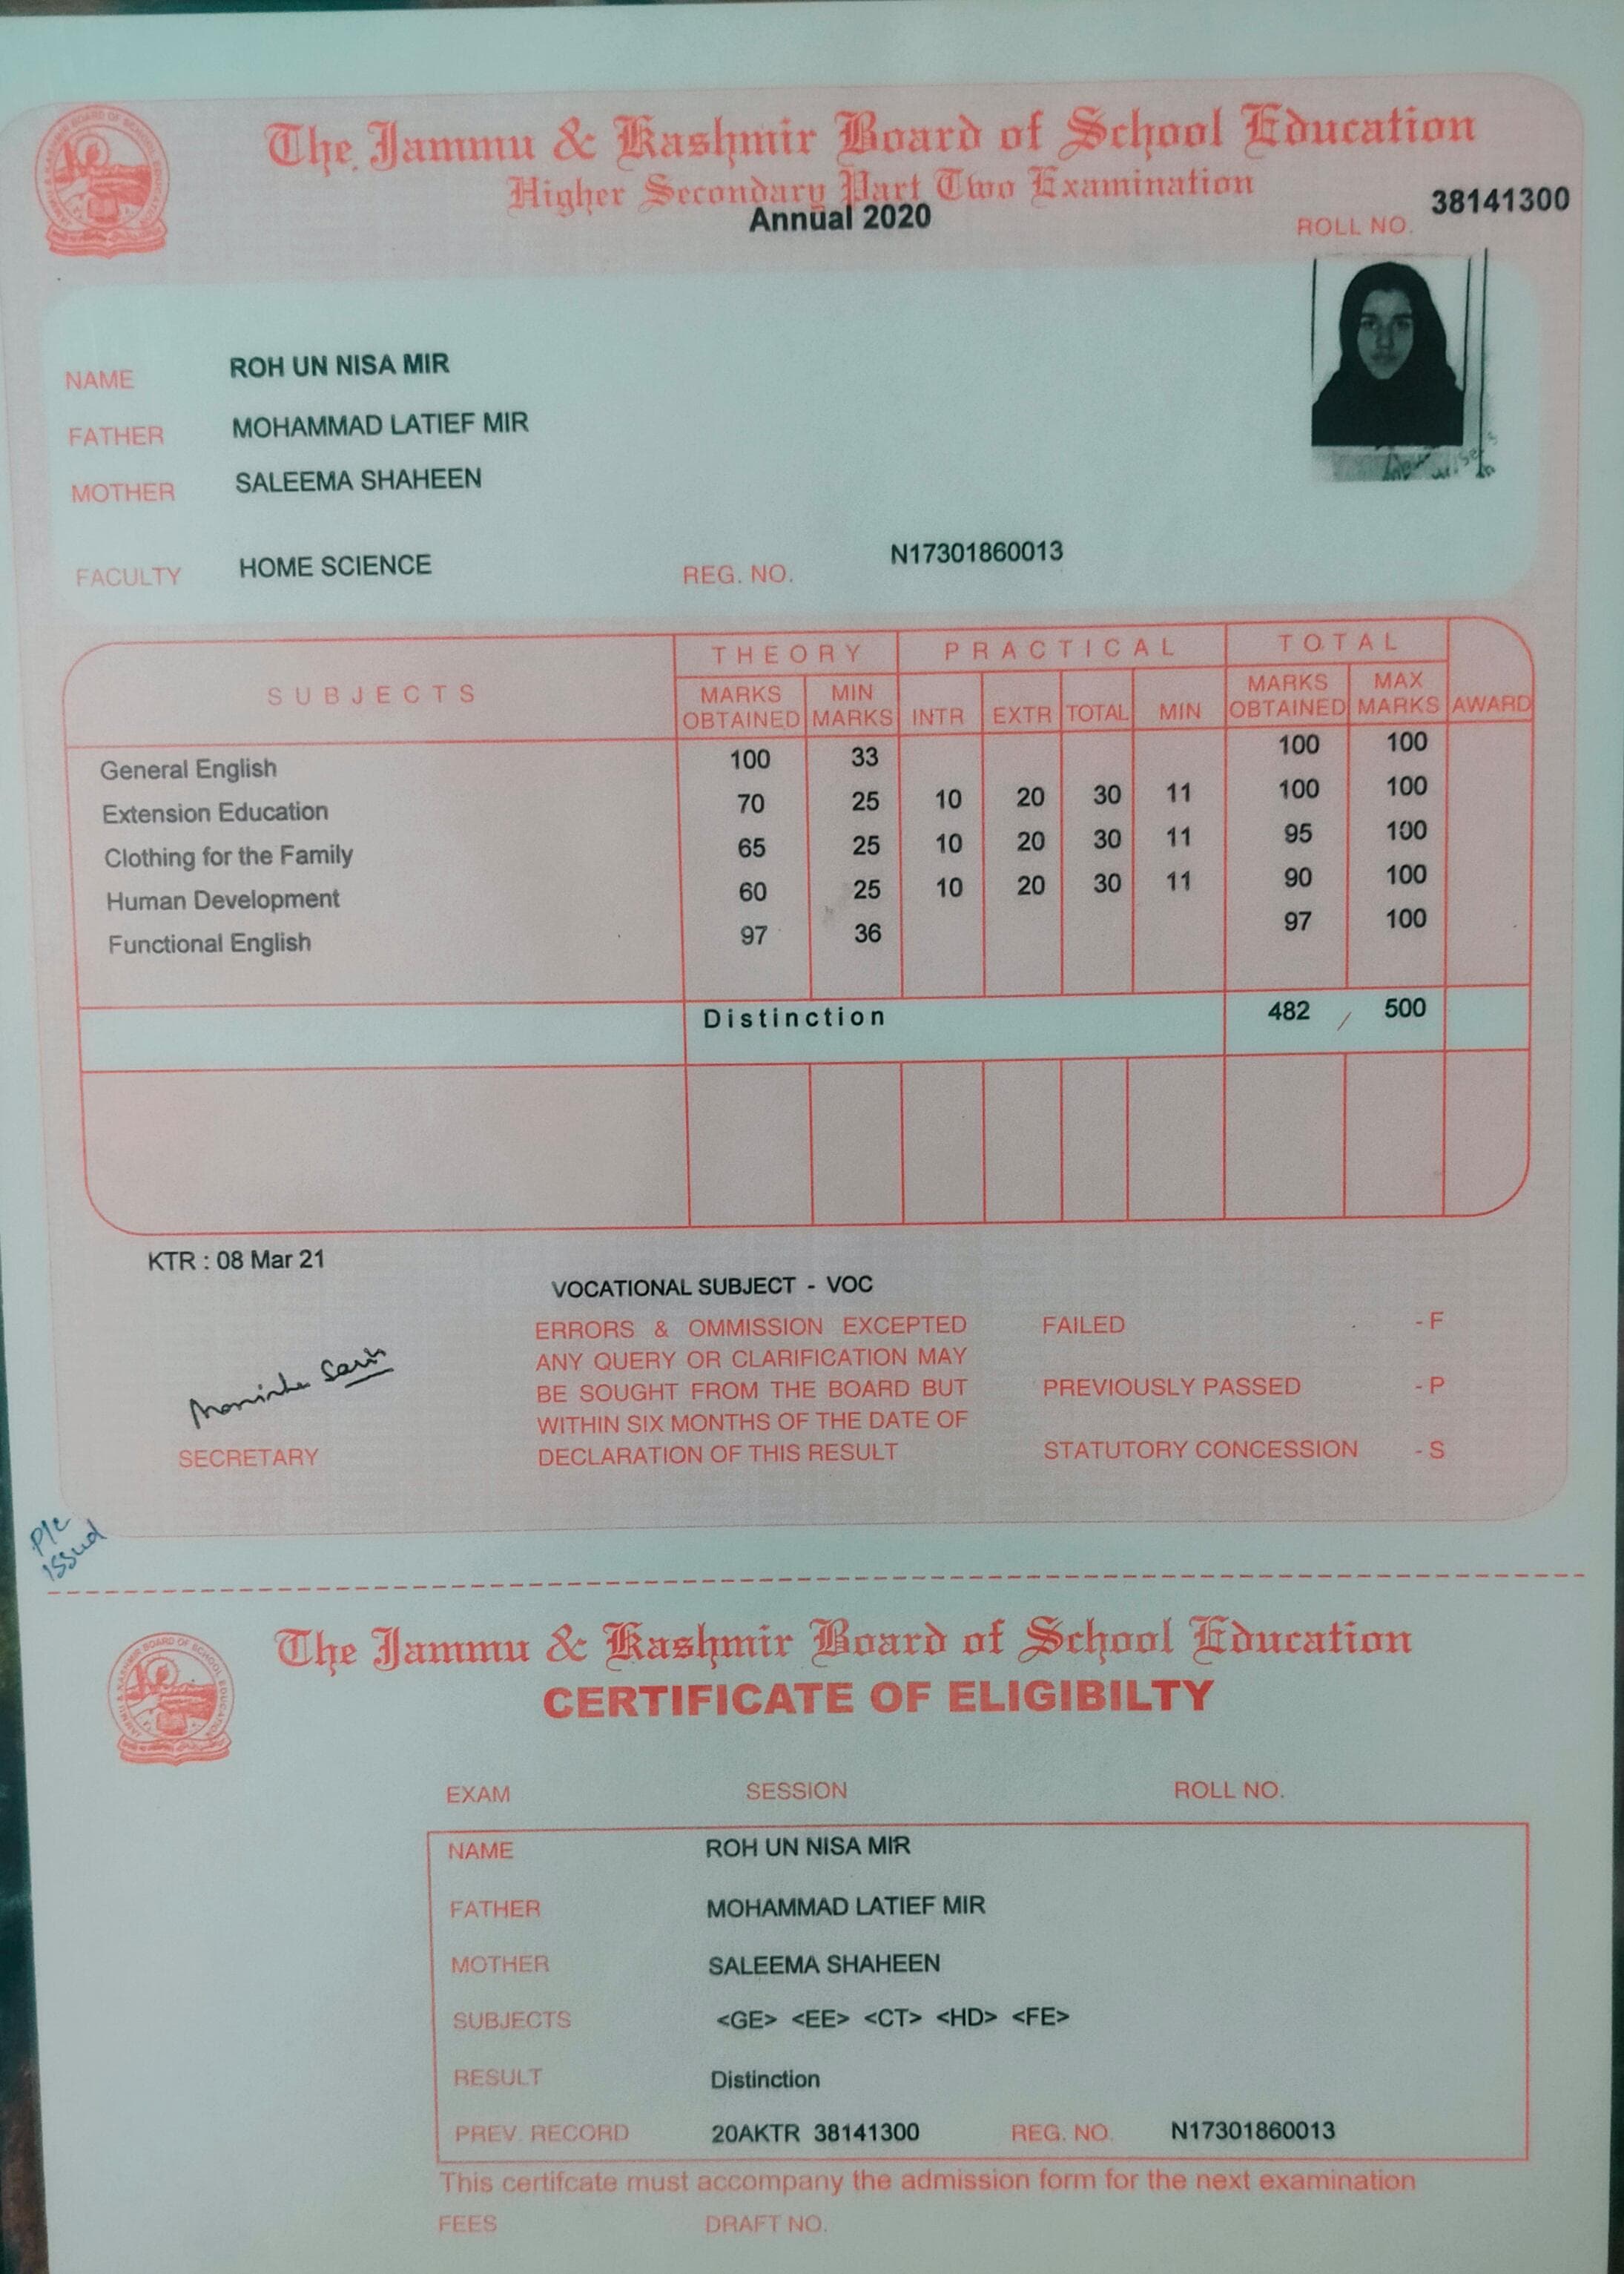 The Jammu & Kashmir Board of School Education
Higher Secondary Part Two Examination
Annual 2020
ROLL NO. 38141300
NAME ROH UN NISA MIR
FATHER MOHAMMAD LATIEF MIR
MOTHER SALEEMA SHAHEEN
FACULTY HOME SCIENCE REG. NO. N17301860013
SUBJECTS THEORY PRACTICAL TOTAL AWARD
MARKS OBTAINED MIN MARKS INTR EXTR TOTAL MIN MARKS OBTAINED MAX MARKS
General English 100 33 100 100
Extension Education 70 25 10 20 30 11 100 100
Clothing for the Family 65 25 10 20 30 11 95 100
Human Development 60 25 10 20 30 11 90 100
Functional English 97 36 97 100
Distinction 482 / 500
KTR : 08 Mar 21
VOCATIONAL SUBJECT - VOC
ERRORS & OMMISSION EXCEPTED FAILED - F
ANY QUERY OR CLARIFICATION MAY
BE SOUGHT FROM THE BOARD BUT PREVIOUSLY PASSED - P
WITHIN SIX MONTHS OF THE DATE OF
DECLARATION OF THIS RESULT STATUTORY CONCESSION - S
SECRETARY
P/c
issued
The Jammu & Kashmir Board of School Education
JAMMU & KASHMIR BOARD OF SCHOOL EDUCATION
CERTIFICATE OF ELIGIBILTY
EXAM SESSION ROLL NO.
NAME ROH UN NISA MIR
FATHER MOHAMMAD LATIEF MIR
MOTHER SALEEMA SHAHEEN
SUBJECTS <GE> <EE> <CT> <HD> <FE>
RESULT Distinction
PREV. RECORD 20AKTR 38141300 REG. NO. N17301860013
This certifcate must accompany the admission form for the next examination
FEES DRAFT NO.